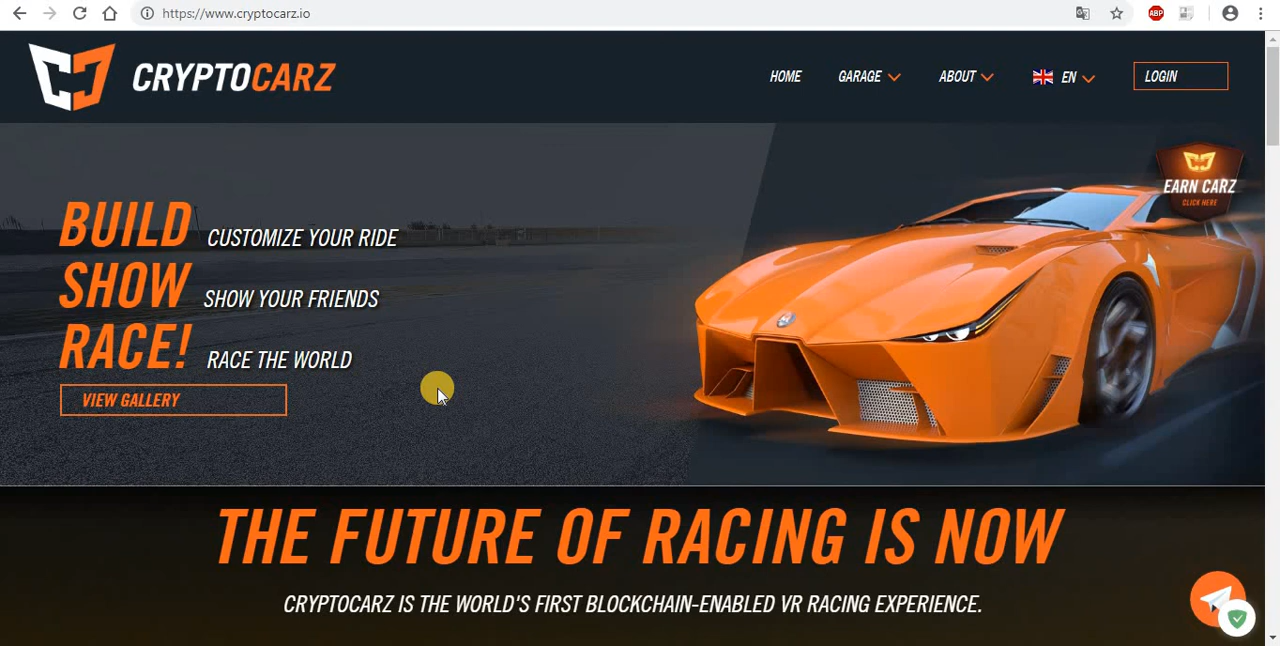 https://www.cryptocarz.io
ABP
CRYPTOCARZ
HOME GARAGE ABOUT EN LOGIN
EARN CARZ
CLICK HERE
BUILD CUSTOMIZE YOUR RIDE
SHOW SHOW YOUR FRIENDS
RACE! RACE THE WORLD
VIEW GALLERY
THE FUTURE OF RACING IS NOW
CRYPTOCARZ IS THE WORLD'S FIRST BLOCKCHAIN-ENABLED VR RACING EXPERIENCE.